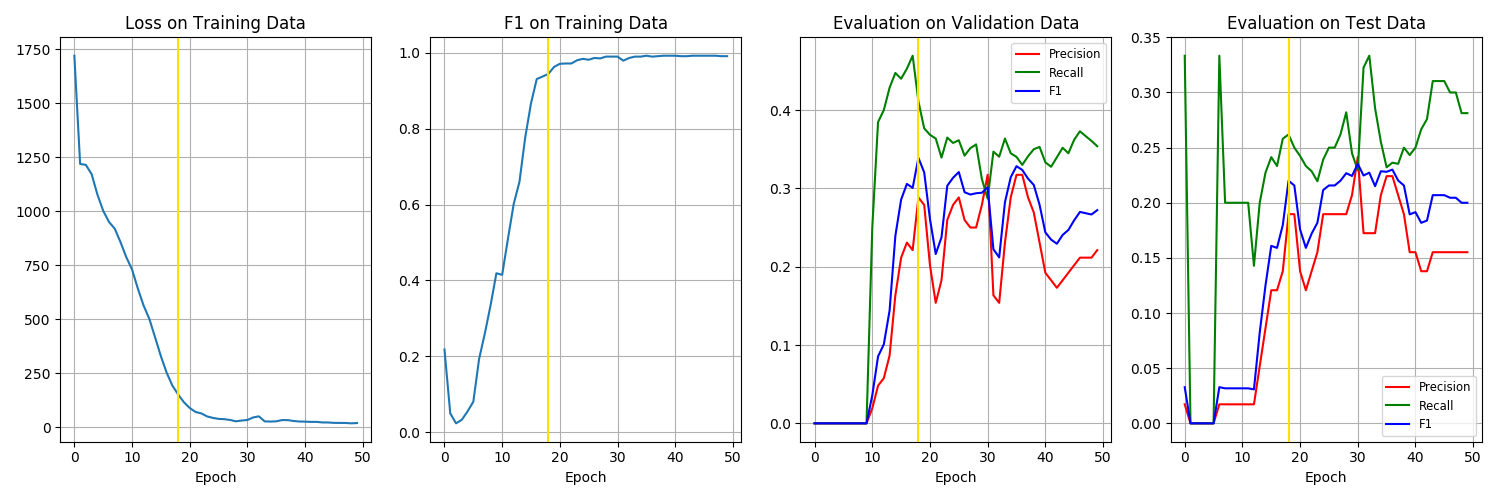 Loss on Training Data
1750
1500
1250
1000
750
500
250
0
0 10 20 30 40 50
Epoch
F1 on Training Data
1.0
0.8
0.6
0.4
0.2
0.0
0 10 20 30 40 50
Epoch
Evaluation on Validation Data
Precision
Recall
F1
0.4
0.3
0.2
0.1
0.0
0 10 20 30 40 50
Epoch
Evaluation on Test Data
0.35
0.30
0.25
0.20
0.15
0.10
0.05
0.00
Precision
Recall
F1
0 10 20 30 40 50
Epoch